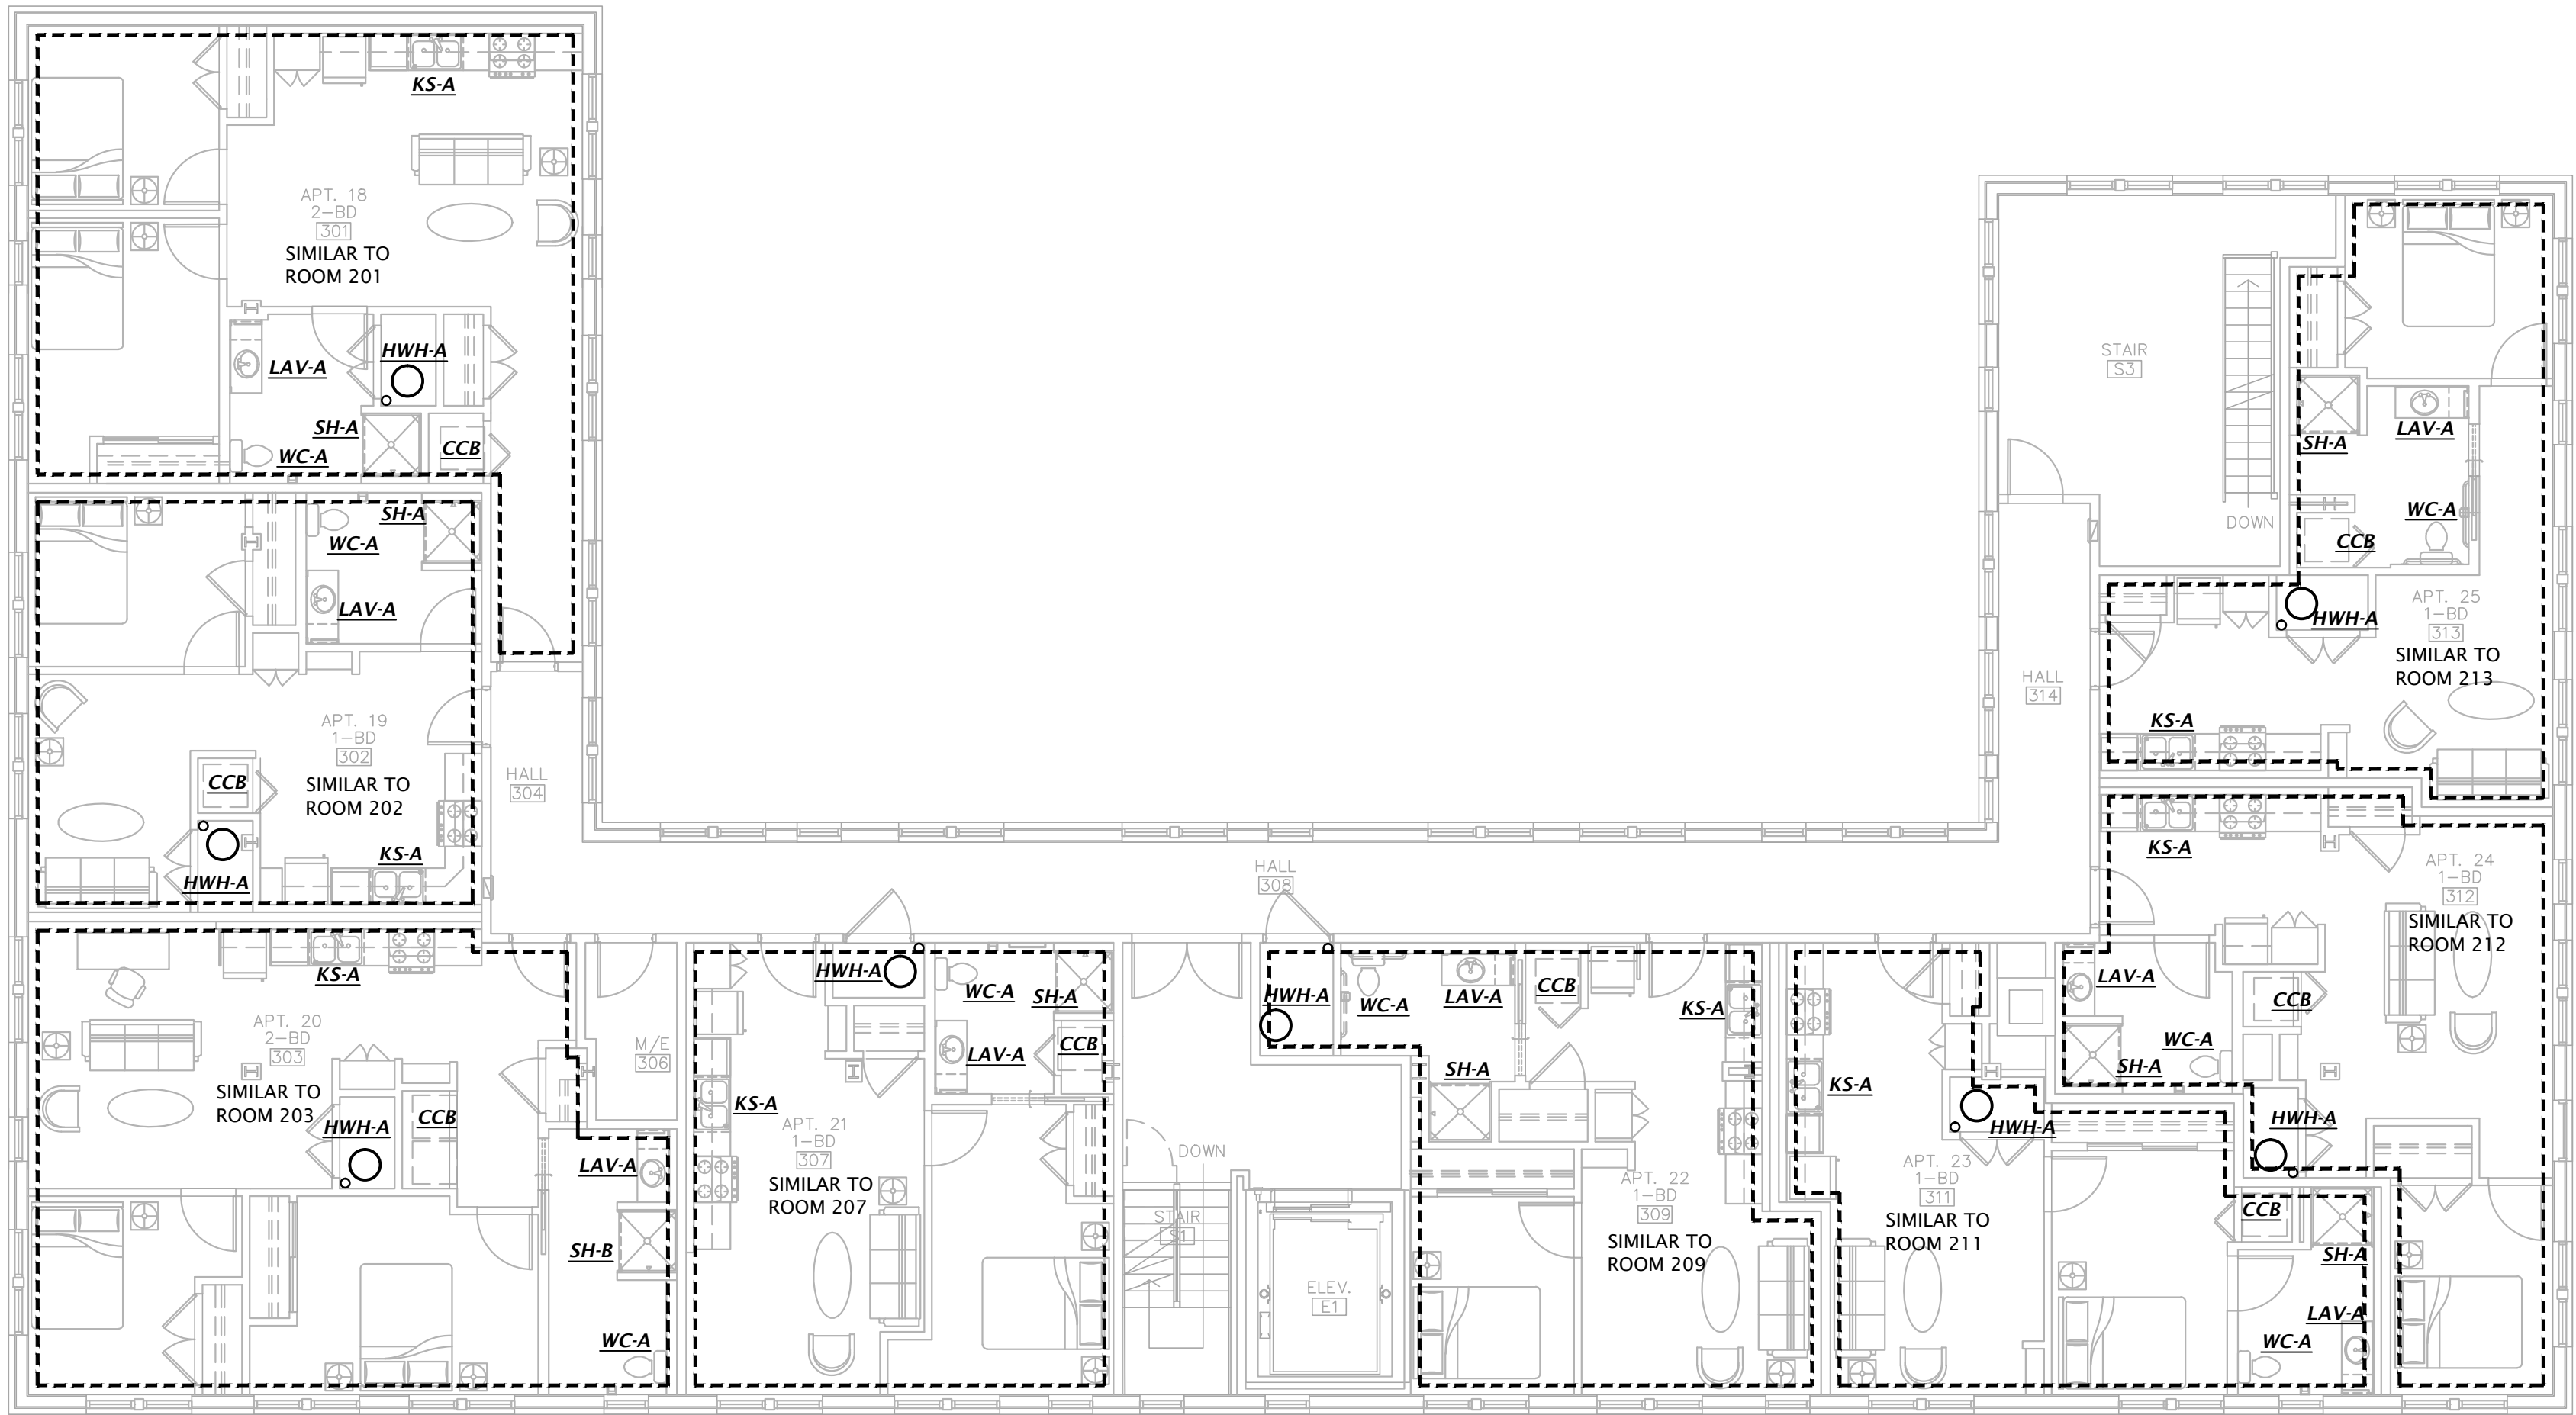 KS-A
APT. 18
2-BD
301
SIMILAR TO
ROOM 201
HWH-A
LAV-A
SH-A
CCB
WC-A
SH-A
WC-A
LAV-A
APT. 19
1-BD
302
SIMILAR TO
ROOM 202
CCB
KS-A
HWH-A
HALL
304
KS-A
APT. 20
2-BD
303
SIMILAR TO
ROOM 203
HWH-A
CCB
LAV-A
SH-B
WC-A
M/E
306
HWH-A
WC-A
SH-A
LAV-A
CCB
KS-A
APT. 21
1-BD
307
SIMILAR TO
ROOM 207
HALL
308
DOWN
STAIR
S1
ELEV.
E1
HWH-A
WC-A
LAV-A
CCB
KS-A
SH-A
APT. 22
1-BD
309
SIMILAR TO
ROOM 209
KS-A
HWH-A
APT. 23
1-BD
311
SIMILAR TO
ROOM 211
CCB
SH-A
LAV-A
WC-A
STAIR
S3
DOWN
HALL
314
SH-A
LAV-A
WC-A
CCB
HWH-A
APT. 25
1-BD
313
SIMILAR TO
ROOM 213
KS-A
KS-A
APT. 24
1-BD
312
SIMILAR TO
ROOM 212
LAV-A
CCB
WC-A
SH-A
HWH-A